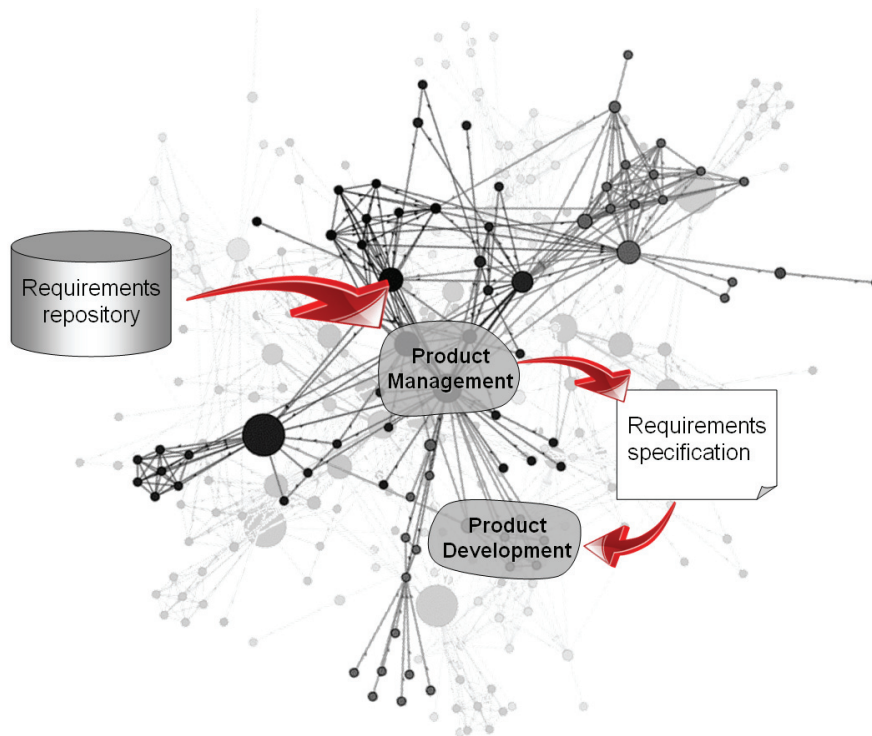 Requirements
repository
Product
Management
Requirements
specification
Product
Development